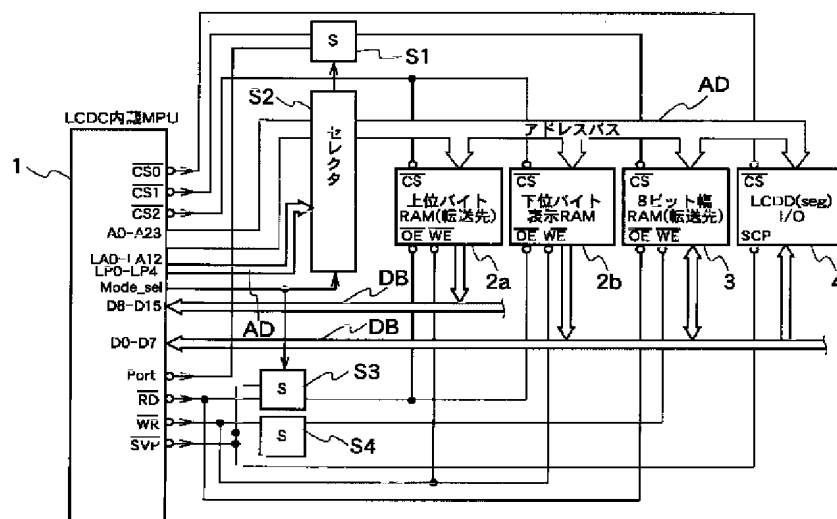 S
S1
S2
AD
LCDC内蔵MPU
セレクタ
アドレスバス
1
CS0
CS1
CS2
A0-A23
LA0-LA12
LP0-LP4
Mode_sel
D8-D15
D0-D7
Port
RD
WR
SVP
CS
上位バイト
RAM(転送先)
OE WE
2a
CS
下位バイト
表示RAM
OE WE
2b
CS
8ビット幅
RAM(転送先)
OE WE
3
CS
LCDD(seg)
I/O
SCP
4
DB
AD
DB
S
S3
S
S4